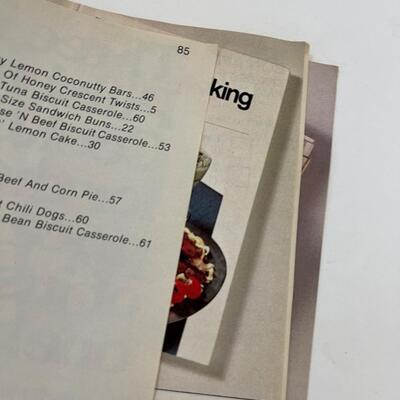 85
y Lemon Coconutty Bars...46
Of Honey Crescent Twists...5
Tuna Biscuit Casserole...60
Size Sandwich Buns...22
se 'N Beef Biscuit Casserole...53
' Lemon Cake...30
Beef And Corn Pie...57
t Chili Dogs...60
Bean Biscuit Casserole...61
king